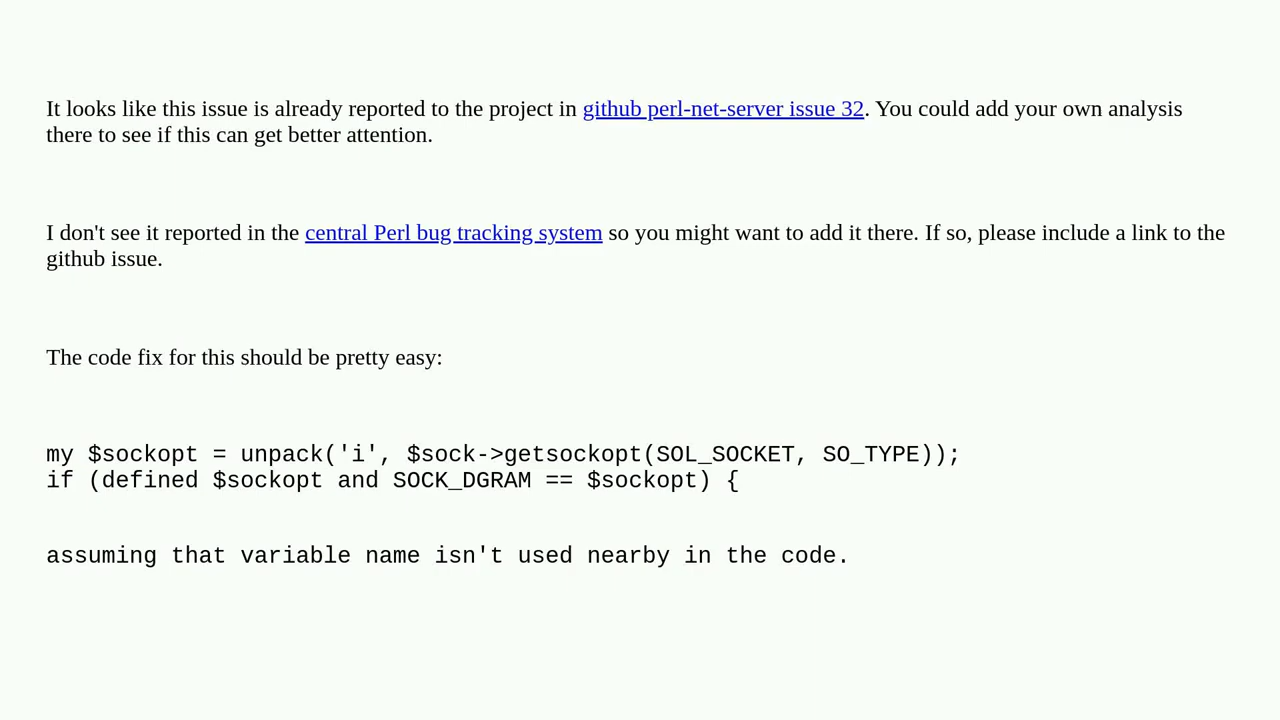 It looks like this issue is already reported to the project in github perl-net-server issue 32. You could add your own analysis
there to see if this can get better attention.
I don't see it reported in the central Perl bug tracking system so you might want to add it there. If so, please include a link to the
github issue.
The code fix for this should be pretty easy:
my $sockopt = unpack('i', $sock->getsockopt(SOL_SOCKET, SO_TYPE));
if (defined $sockopt and SOCK_DGRAM == $sockopt) {
assuming that variable name isn't used nearby in the code.